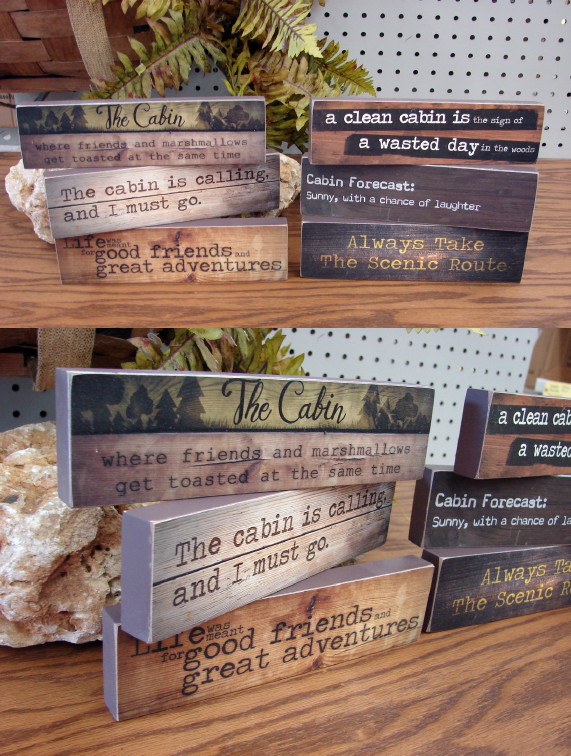 The Cabin
where friends and marshmallows
get toasted at the same time
The cabin is calling,
and I must go.
Life was meant
for good friends and
great adventures
a clean cabin is the sign of
a wasted day in the woods
Cabin Forecast:
Sunny, with a chance of laughter
Always Take
The Scenic Route
The Cabin
where friends and marshmallows
get toasted at the same time
The cabin is calling,
and I must go.
Life was meant
for good friends and
great adventures
a clean cab
a wasted
Cabin Forecast:
Sunny, with a chance of la
Always Ta
The Scenic R